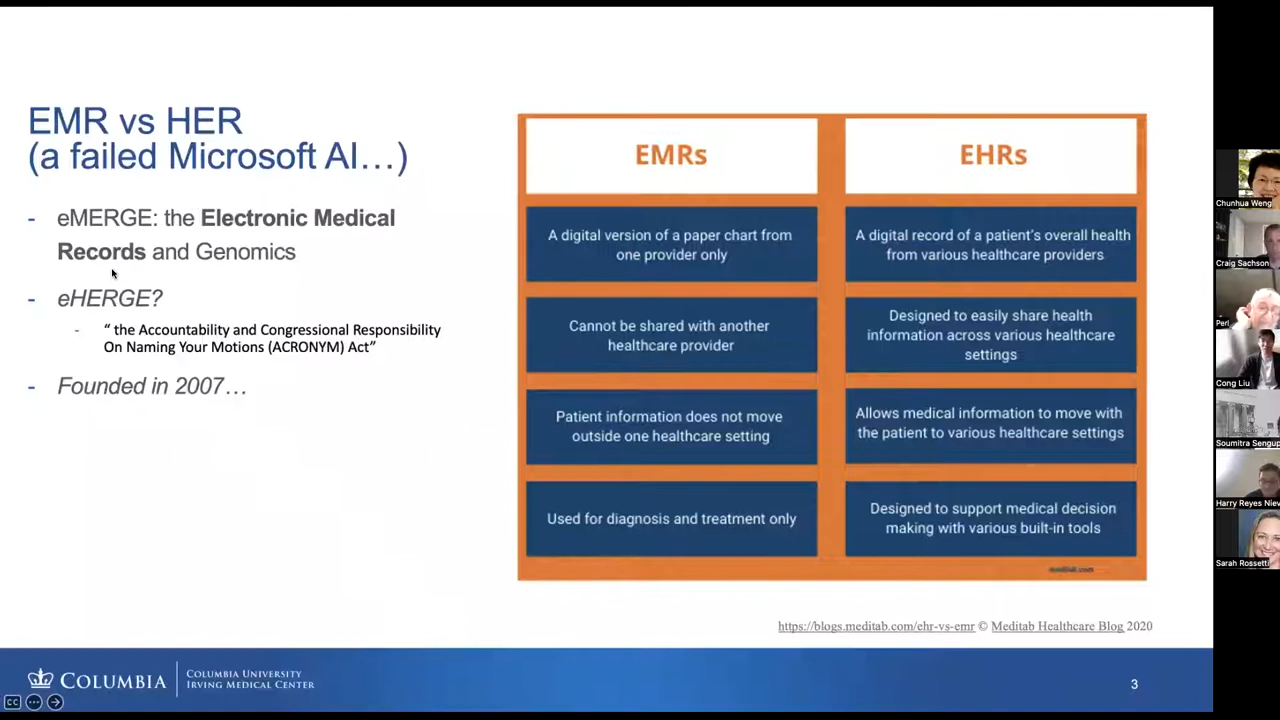 EMR vs HER
(a failed Microsoft AI…)
- eMERGE: the Electronic Medical
Records and Genomics
- eHERGE?
- “ the Accountability and Congressional Responsibility
On Naming Your Motions (ACRONYM) Act”
- Founded in 2007…
EMRs
EHRs
A digital version of a paper chart from
one provider only
A digital record of a patient's overall health
from various healthcare providers
Cannot be shared with another
healthcare provider
Designed to easily share health
information across various healthcare
settings
Patient information does not move
outside one healthcare setting
Allows medical information to move with
the patient to various healthcare settings
Used for diagnosis and treatment only
Designed to support medical decision
making with various built-in tools
https://blogs.meditab.com/ehr-vs-emr © Meditab Healthcare Blog 2020
COLUMBIA
COLUMBIA UNIVERSITY
IRVING MEDICAL CENTER
3
CC
Chunhua Weng
Craig Sachson
Perl
Cong Liu
Soumitra Sengup
Harry Reyes Niev
Sarah Rossetti